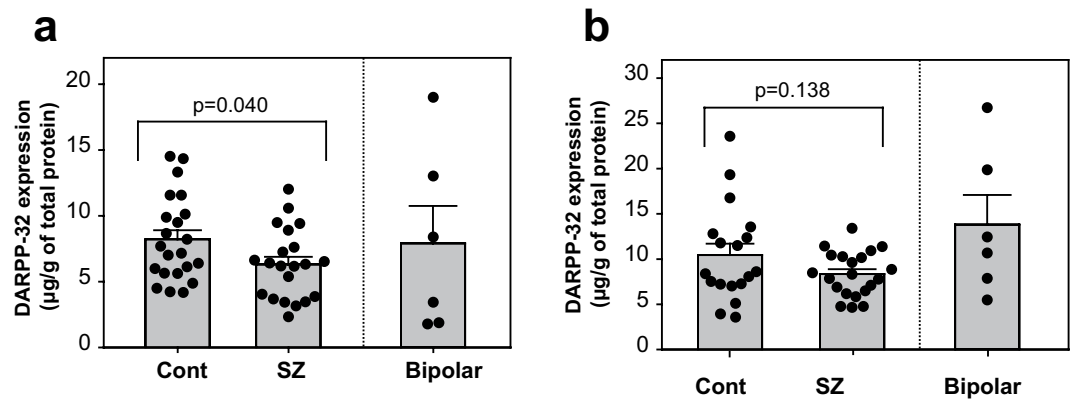 a
DARPP-32 expression
(µg/g of total protein)
20
15
10
5
0
p=0.040
Cont SZ Bipolar
b
DARPP-32 expression
(µg/g of total protein)
30
25
20
15
10
5
0
p=0.138
Cont SZ Bipolar